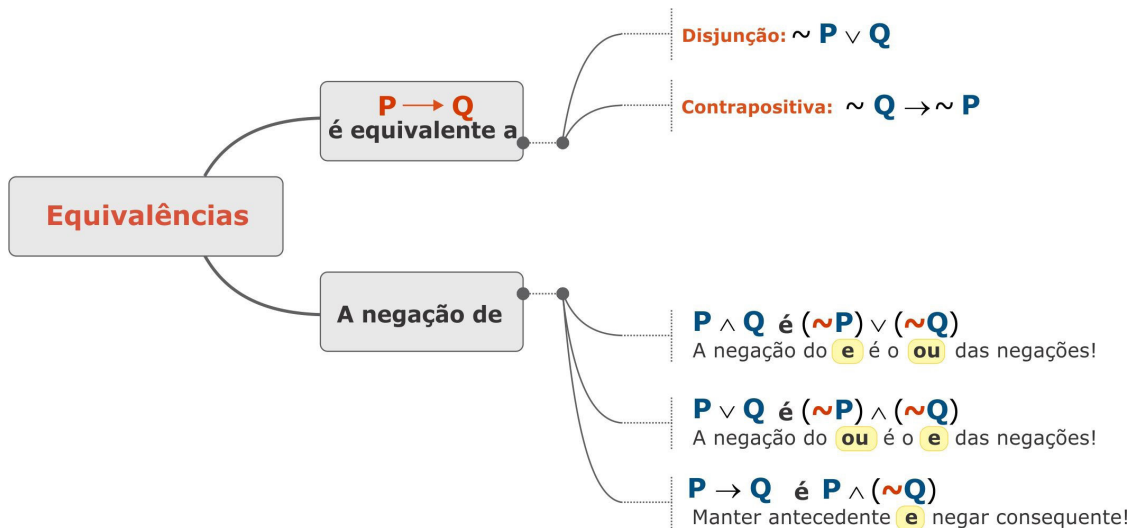 Equivalências
P → Q
é equivalente a
Disjunção: ~ P ∨ Q
Contrapositiva: ~ Q → ~ P
A negação de
P ∧ Q é (~P) ∨ (~Q)
A negação do e é o ou das negações!
P ∨ Q é (~P) ∧ (~Q)
A negação do ou é o e das negações!
P → Q é P ∧ (~Q)
Manter antecedente e negar consequente!